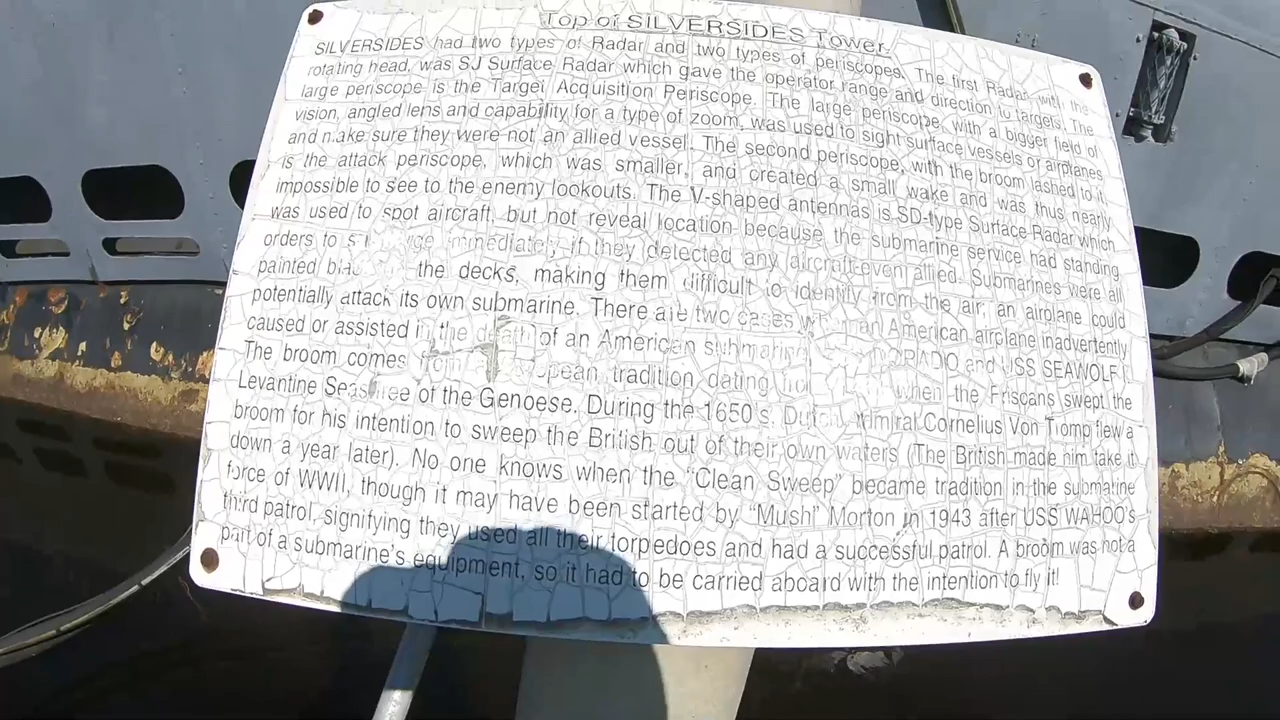 Top of SILVERSIDES Tower
SILVERSIDES had two types of Radar and two types of periscopes. The first Radar, with the
rotating head, was SJ Surface Radar which gave the operator range and direction to targets. The
large periscope is the Target Acquisition Periscope. The large periscope, with a bigger field of
vision, angled lens and capability for a type of zoom, was used to sight surface vessels or airplanes
and make sure they were not an allied vessel. The second periscope, with the broom lashed to it,
is the attack periscope, which was smaller, and created a small wake and was thus nearly
impossible to see to the enemy lookouts. The V-shaped antennas is SD-type Surface Radar which
was used to spot aircraft, but not reveal location because the submarine service had standing
orders to immediately if they detected any aircraft even allied. Submarines were all
painted the decks, making them difficult to identify from the air; an airplane could
potentially attack its own submarine. There are two cases an American airplane inadvertently
caused or assisted in the death of an American submarine and USS SEAWOLF
The broom comes tradition dating when the Friscans swept the
Levantine Seas free of the Genoese. During the 1650's, Dutch Admiral Cornelius Von Tromp flew a
broom for his intention to sweep the British out of their own waters (The British made him take it
down a year later). No one knows when the "Clean Sweep" became tradition in the submarine
force of WWII, though it may have been started by "Mush" Morton in 1943 after USS WAHOO's
third patrol, signifying they used all their torpedoes and had a successful patrol. A broom was not a
part of a submarine's equipment, so it had to be carried aboard with the intention to fly it!